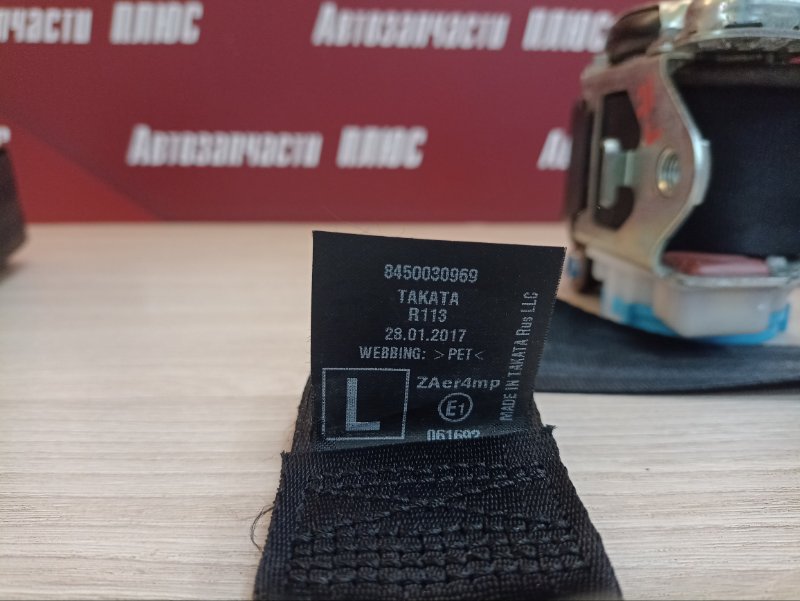 Автозапчасти ПЛЮС
Автозапчасти ПЛЮС
8450030969
TAKATA
R113
28.01.2017
WEBBING: >PET<
L
ZAer4mp
E1
MADE IN TAKATA Rus LLC